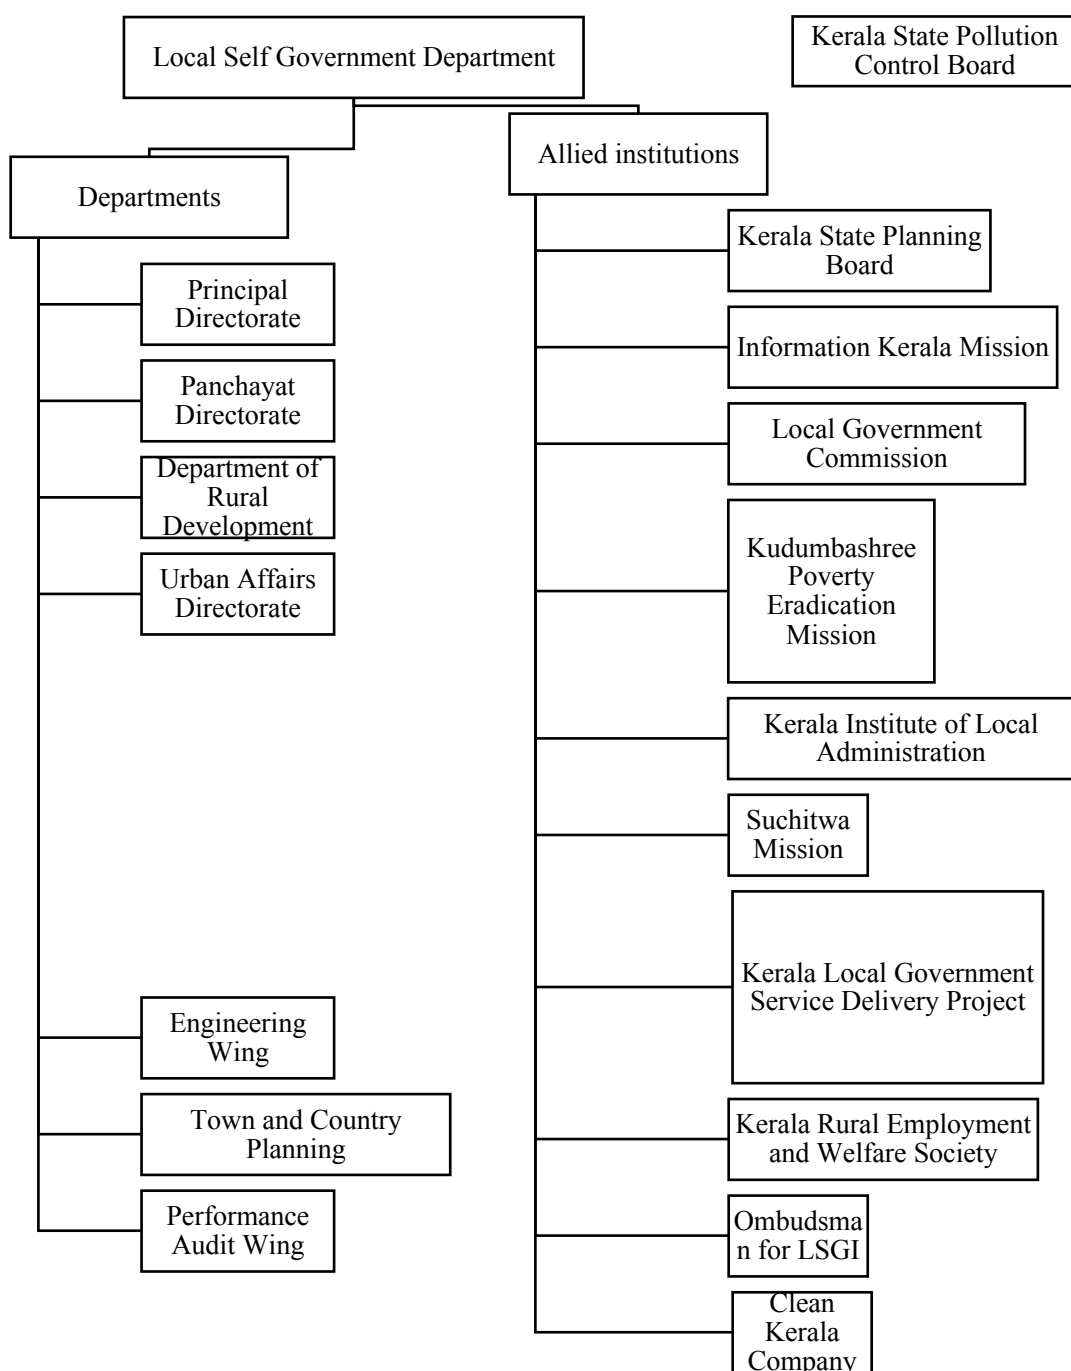 Local Self Government Department
Kerala State Pollution
Control Board
Departments
Allied institutions
Principal
Directorate
Panchayat
Directorate
Department of
Rural
Development
Urban Affairs
Directorate
Engineering
Wing
Town and Country
Planning
Performance
Audit Wing
Kerala State Planning
Board
Information Kerala Mission
Local Government
Commission
Kudumbashree
Poverty
Eradication
Mission
Kerala Institute of Local
Administration
Suchitwa
Mission
Kerala Local Government
Service Delivery Project
Kerala Rural Employment
and Welfare Society
Ombudsma
n for LSGI
Clean
Kerala
Company